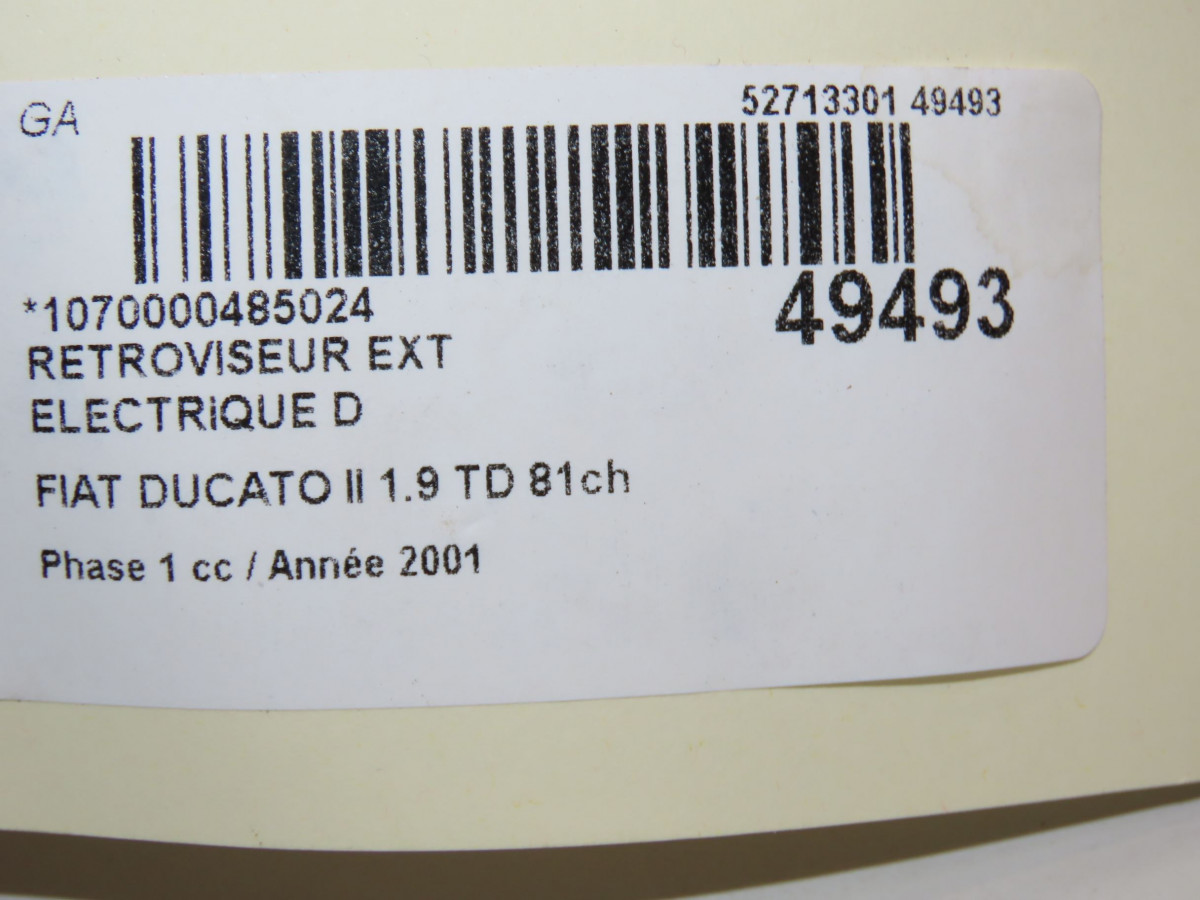 GA
52713301 49493
*1070000485024
49493
RETROVISEUR EXT
ELECTRIQUE D
FIAT DUCATO II 1.9 TD 81ch
Phase 1 cc / Année 2001